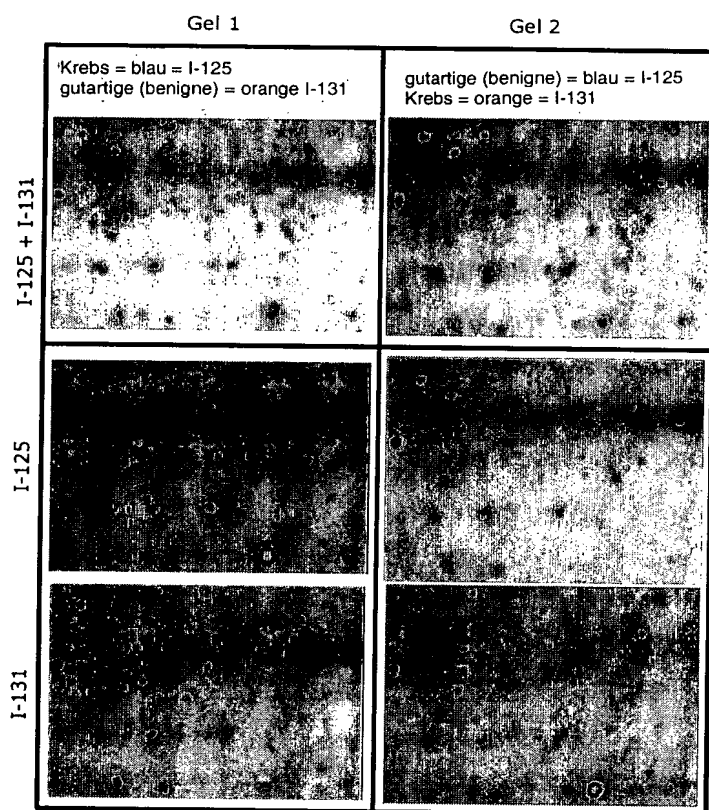 Gel 1
Gel 2
Krebs = blau = I-125
gutartige (benigne) = orange I-131
gutartige (benigne) = blau = I-125
Krebs = orange = I-131
I-125 + I-131
I-125
I-131